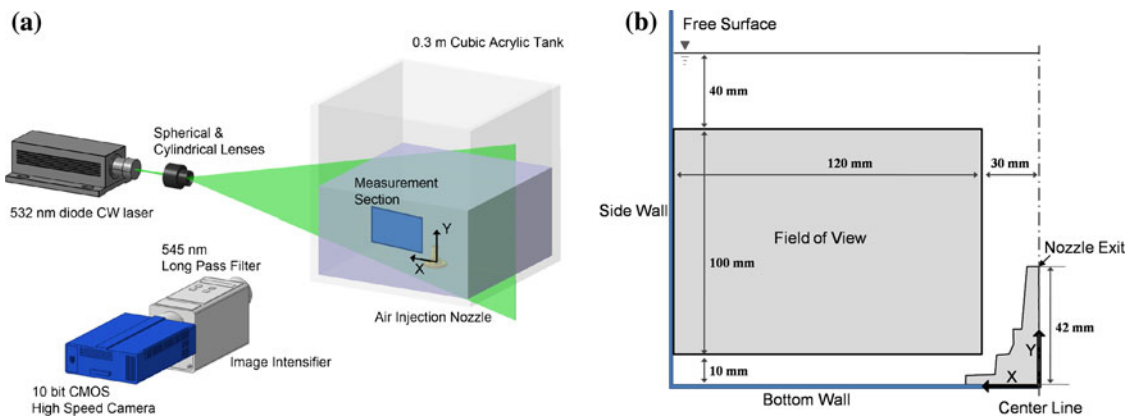 (a)
0.3 m Cubic Acrylic Tank
Spherical &
Cylindrical Lenses
532 nm diode CW laser
Measurement
Section
Y
X
545 nm
Long Pass Filter
Air Injection Nozzle
Image Intensifier
10 bit CMOS
High Speed Camera
(b)
Free Surface
40 mm
120 mm
30 mm
Side Wall
Field of View
100 mm
Nozzle Exit
42 mm
Y
10 mm
X
Bottom Wall
Center Line